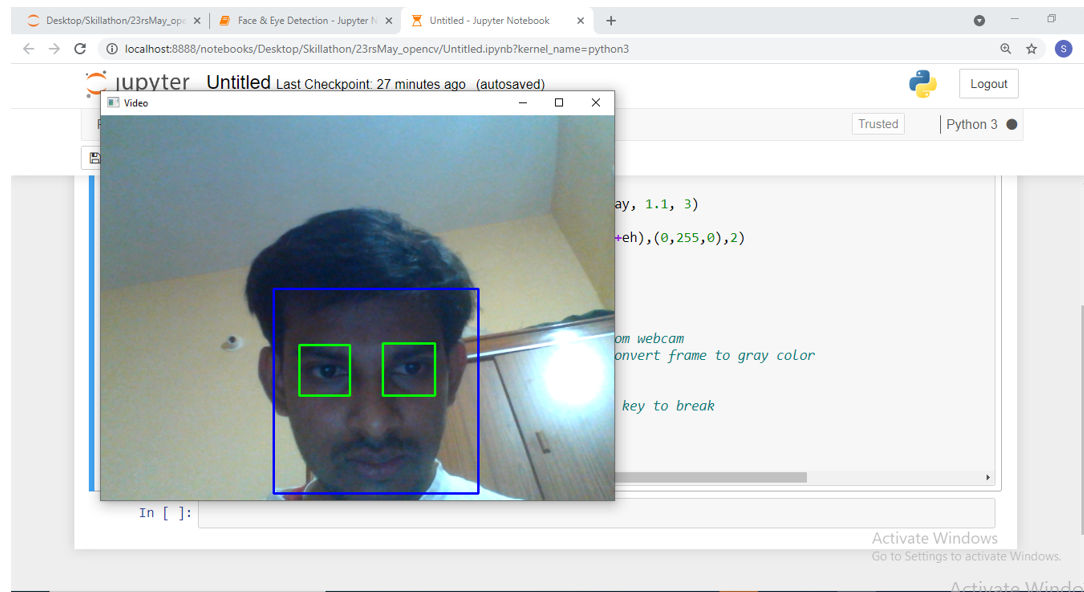 Desktop/Skillathon/23rsMay_ope
Face & Eye Detection - Jupyter N
Untitled - Jupyter Notebook
localhost:8888/notebooks/Desktop/Skillathon/23rsMay_opencv/Untitled.ipynb?kernel_name=python3
S
jupyter Untitled Last Checkpoint: 27 minutes ago (autosaved)
Logout
Video
Trusted
Python 3
ay, 1.1, 3)
+eh),(0,255,0),2)
om webcam
onvert frame to gray color
key to break
In [ ]:
Activate Windows
Go to Settings to activate Windows.
Activate Windo